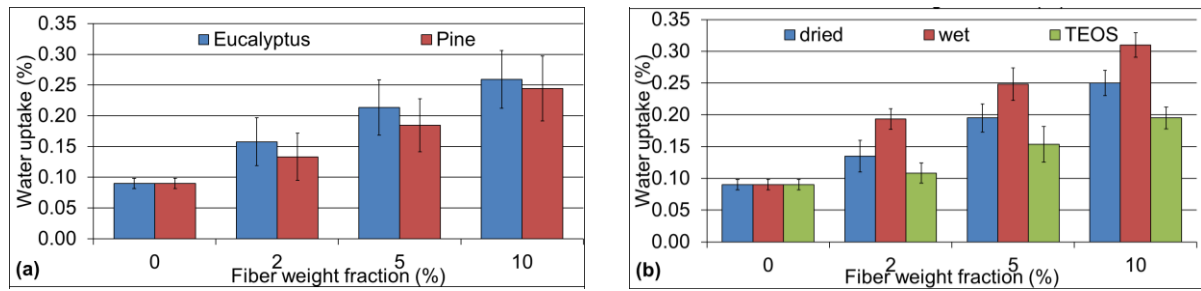 0.35
Eucalyptus Pine
0.30
0.25
0.20
0.15
0.10
0.05
0.00
Water uptake (%)
0 2 5 10
(a) Fiber weight fraction (%)
0.35
dried wet TEOS
0.30
0.25
0.20
0.15
0.10
0.05
0.00
Water uptake (%)
0 2 5 10
(b) Fiber weight fraction (%)